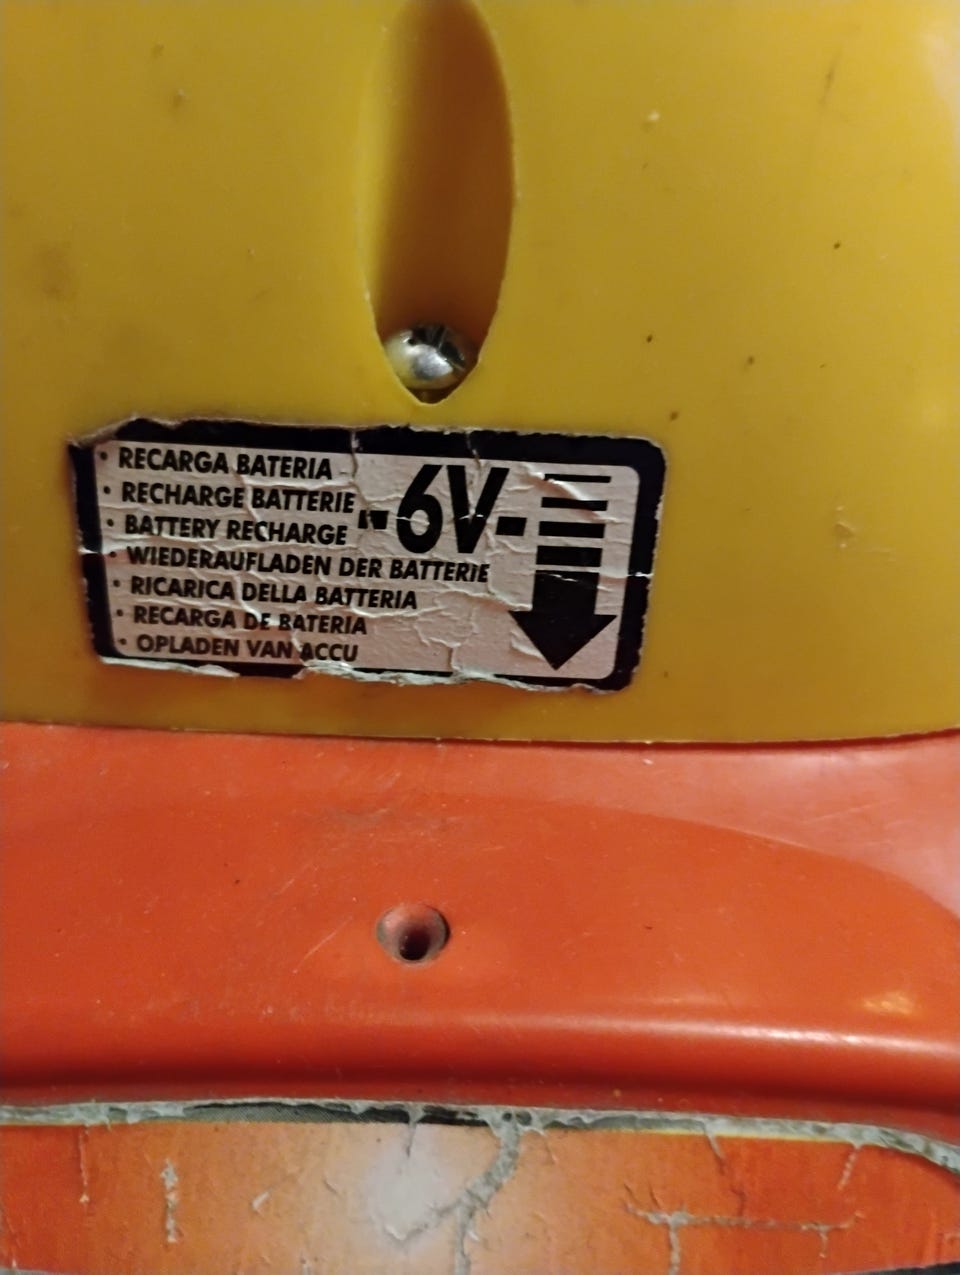 • RECARGA BATERIA
• RECHARGE BATTERIE
• BATTERY RECHARGE
-6V-
• WIEDERAUFLADEN DER BATTERIE
• RICARICA DELLA BATTERIA
• RECARGA DE BATERIA
• OPLADEN VAN ACCU